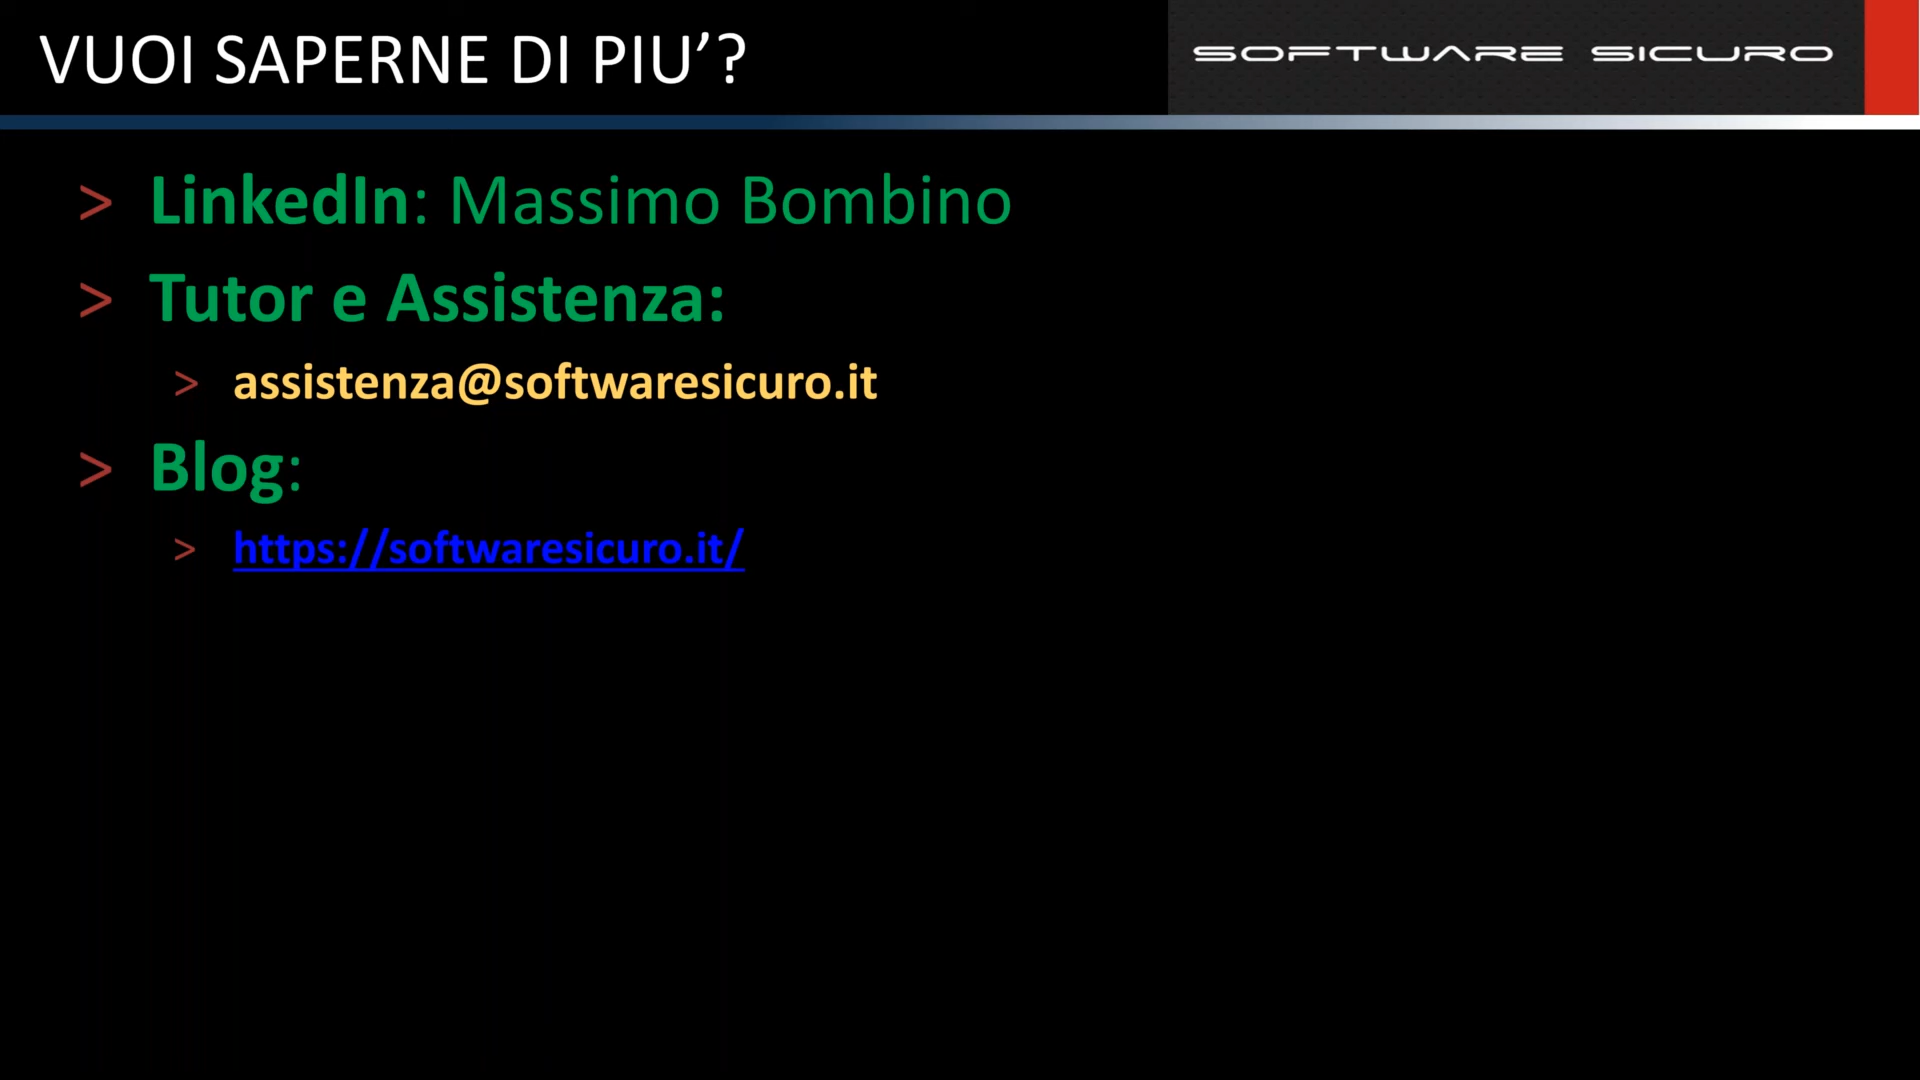 VUOI SAPERNE DI PIU’?
SOFTWARE SICURO
> LinkedIn: Massimo Bombino
> Tutor e Assistenza:
> assistenza@softwaresicuro.it
> Blog:
> https://softwaresicuro.it/